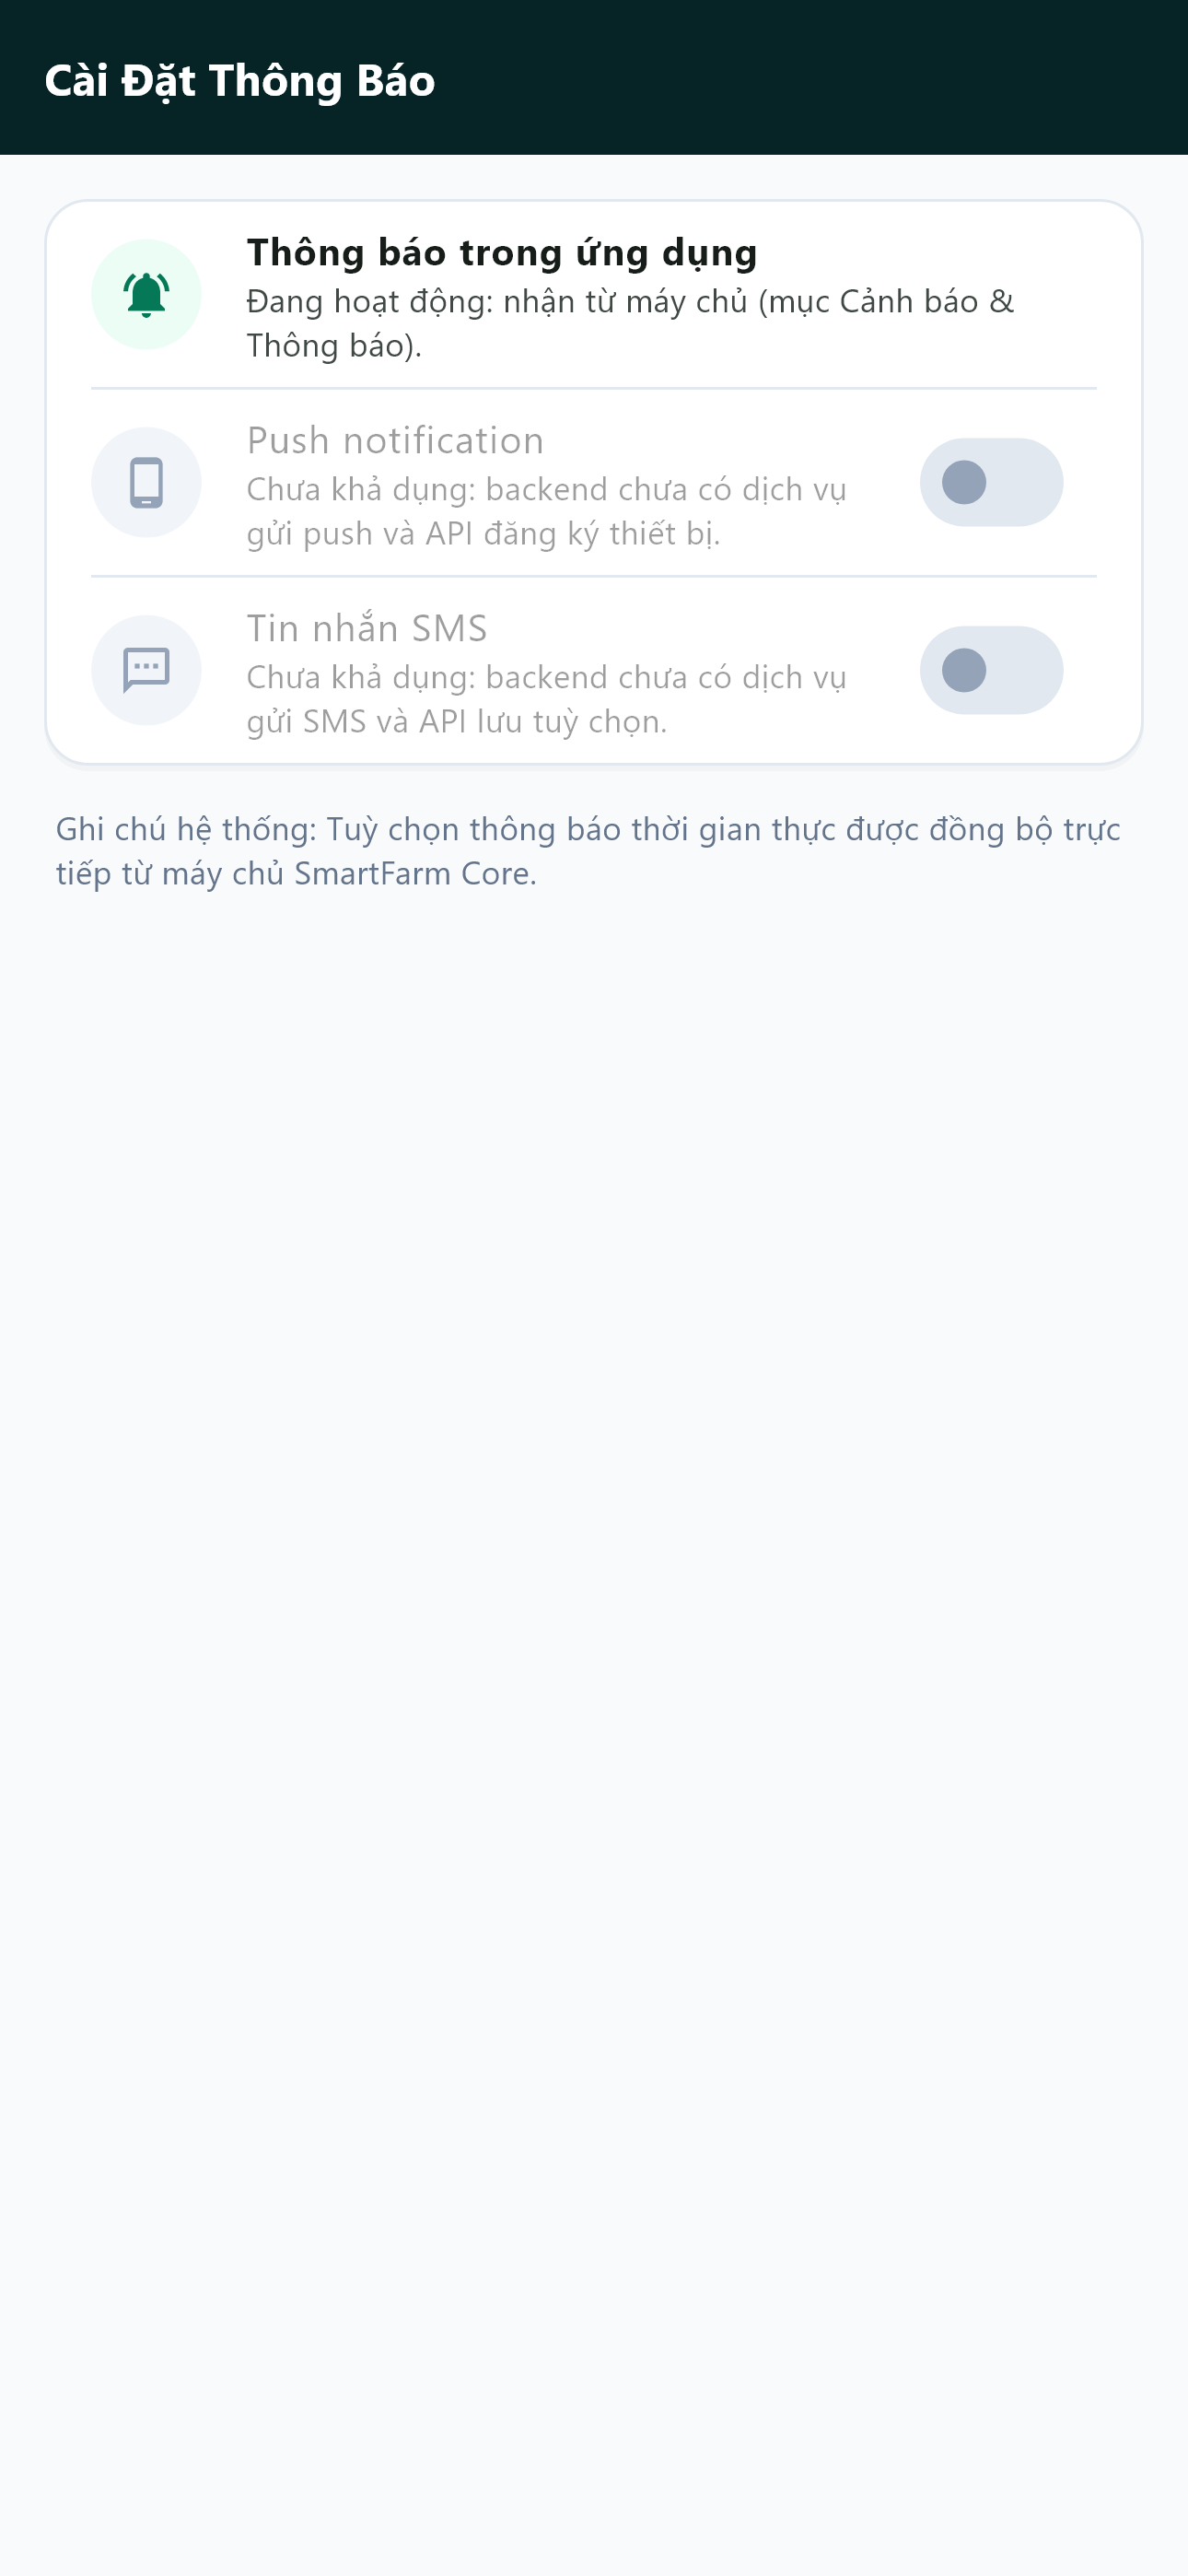 Cài Đặt Thông Báo
Thông báo trong ứng dụng
Đang hoạt động: nhận từ máy chủ (mục Cảnh báo &
Thông báo).
Push notification
Chưa khả dụng: backend chưa có dịch vụ
gửi push và API đăng ký thiết bị.
Tin nhắn SMS
Chưa khả dụng: backend chưa có dịch vụ
gửi SMS và API lưu tuỳ chọn.
Ghi chú hệ thống: Tuỳ chọn thông báo thời gian thực được đồng bộ trực
tiếp từ máy chủ SmartFarm Core.